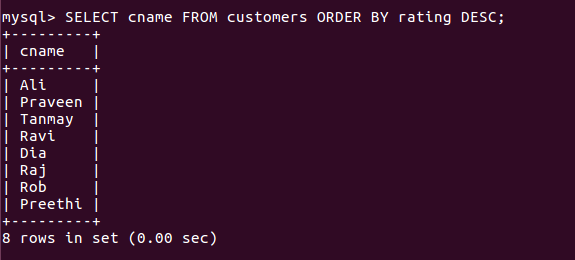 mysql> SELECT cname FROM customers ORDER BY rating DESC;
+---------+
| cname   |
+---------+
| Ali     |
| Praveen |
| Tanmay  |
| Ravi    |
| Dia     |
| Raj     |
| Rob     |
| Preethi |
+---------+
8 rows in set (0.00 sec)